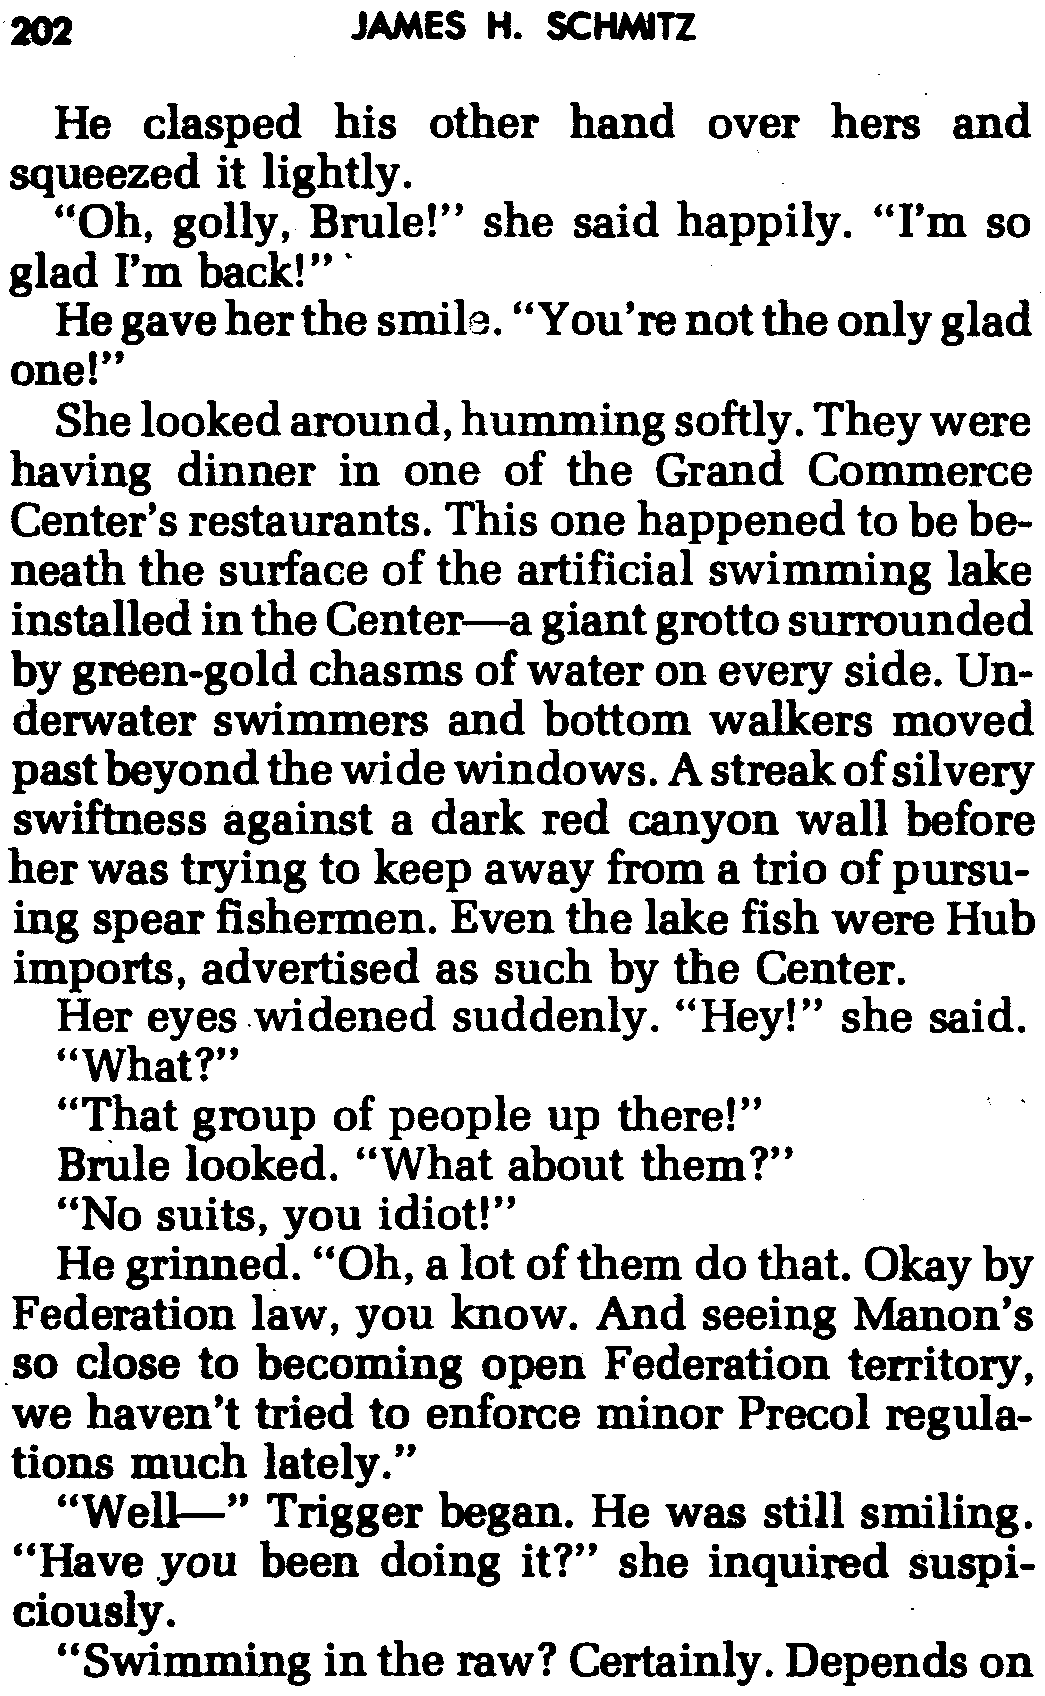 202 JAMES H. SCHMITZ
He clasped his other hand over hers and
squeezed it lightly.
“Oh, golly, Brule!” she said happily. “I’m so
glad I’m back!”
He gave her the smile. “You’re not the only glad
one!”
She looked around, humming softly. They were
having dinner in one of the Grand Commerce
Center’s restaurants. This one happened to be be-
neath the surface of the artificial swimming lake
installed in the Center—a giant grotto surrounded
by green-gold chasms of water on every side. Un-
derwater swimmers and bottom walkers moved
past beyond the wide windows. A streak of silvery
swiftness against a dark red canyon wall before
her was trying to keep away from a trio of pursu-
ing spear fishermen. Even the lake fish were Hub
imports, advertised as such by the Center.
Her eyes widened suddenly. “Hey!” she said.
“What?”
“That group of people up there!”
Brule looked. “What about them?”
“No suits, you idiot!”
He grinned. “Oh, a lot of them do that. Okay by
Federation law, you know. And seeing Manon’s
so close to becoming open Federation territory,
we haven’t tried to enforce minor Precol regula-
tions much lately.”
“Well—” Trigger began. He was still smiling.
“Have you been doing it?” she inquired suspi-
ciously.
“Swimming in the raw? Certainly. Depends on